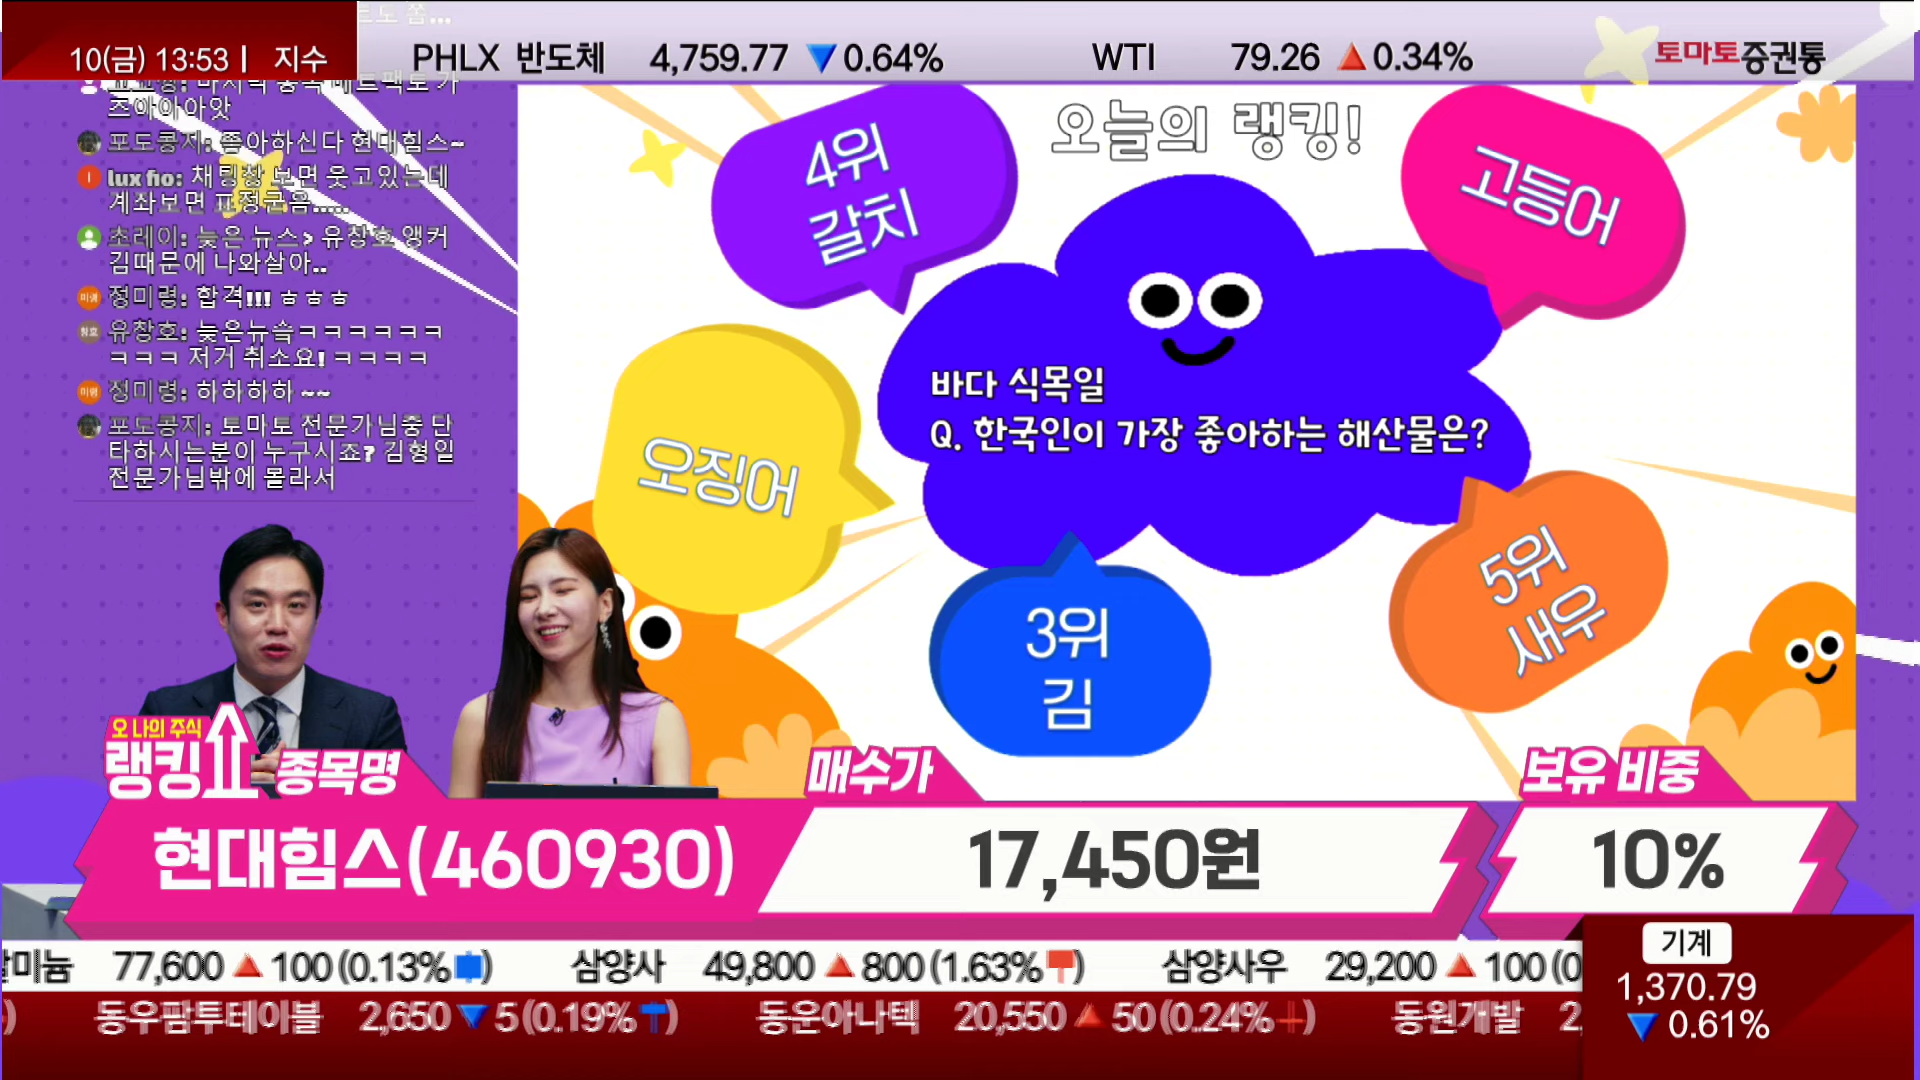 10(금) 13:53 | 지수
PHLX 반도체 4,759.77 ▼0.64%
WTI 79.26 ▲0.34%
토마토증권통
즈아아아앗
포도콩지: 좋아하신다 현대힘스~
lux fio: 채팅창 보면 웃고있는데
계좌보면 표정굳음.....
초레이: 늦은 뉴스> 유창호 앵커
김때문에 나와살아..
정미령: 합격!!! ㅎㅎㅎ
유창호: 늦은뉴슼ㅋㅋㅋㅋㅋㅋ
ㅋㅋㅋ 저거 취소요! ㅋㅋㅋㅋ
정미령: 하하하하 ~~
포도콩지: 토마토 전문가님중 단
타하시는분이 누구시죠? 김형일
전문가님밖에 몰라서
오늘의 랭킹!
4위
갈치
고등어
바다 식목일
Q. 한국인이 가장 좋아하는 해산물은?
오징어
3위
김
5위
새우
오 나의 주식
랭킹쇼
종목명
매수가
보유 비중
현대힘스(460930)
17,450원
10%
미늄 77,600 ▲100(0.13%) 삼양사 49,800 ▲800(1.63%) 삼양사우 29,200 ▲100(0
동우팜투테이블 2,650 ▼5(0.19%) 동운아나텍 20,550 ▲50(0.24%) 동원개발 2,
기계
1,370.79
▼0.61%